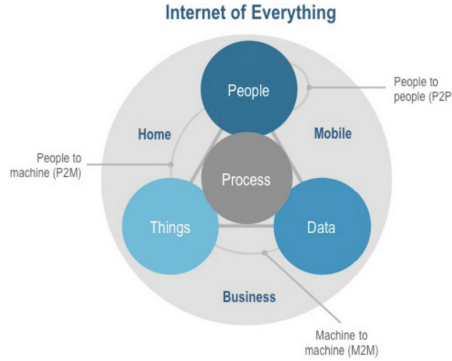 Internet of Everything
People
People to
people (P2P
Home
Mobile
People to
machine (P2M)
Process
Things
Data
Business
Machine to
machine (M2M)